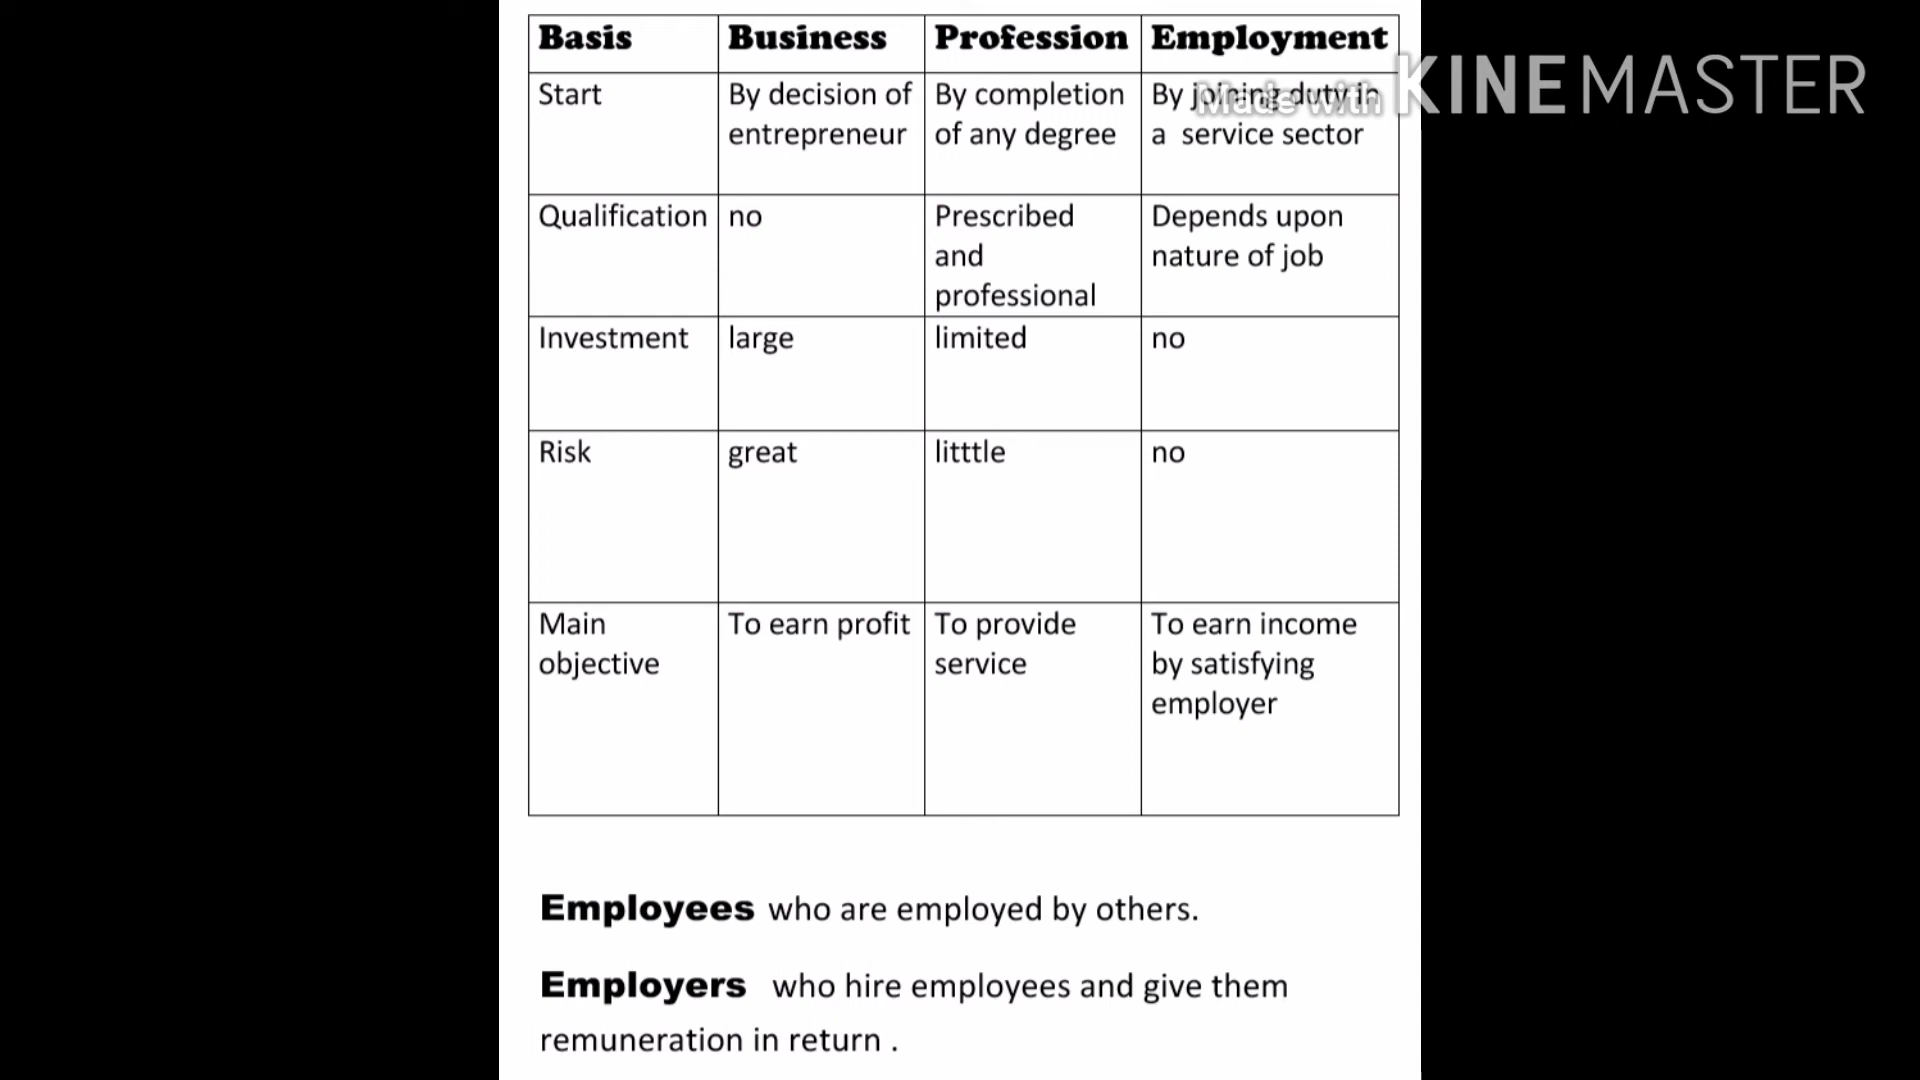 Basis Business Profession Employment
Start By decision of By completion By joining duty in
entrepreneur of any degree a service sector
Qualification no Prescribed Depends upon
and nature of job
professional
Investment large limited no
Risk great litttle no
Main To earn profit To provide To earn income
objective service by satisfying
employer
Employees who are employed by others.
Employers who hire employees and give them
remuneration in return .
Made with KINEMASTER